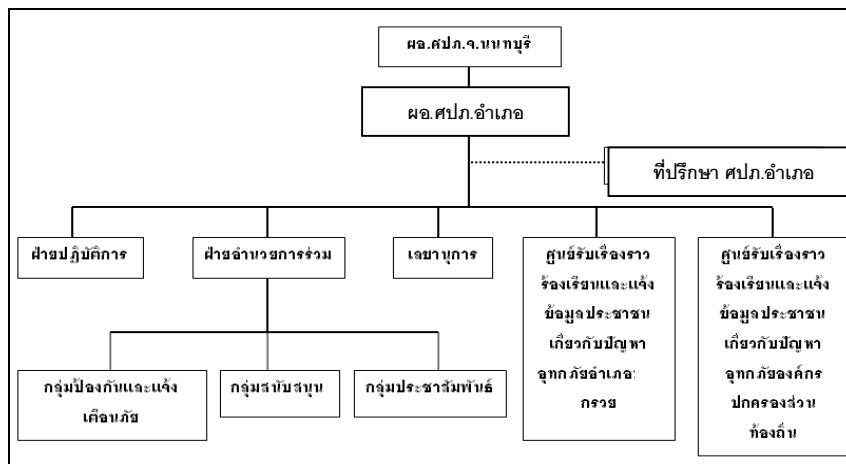 ผอ.ศปภ.จ.นนทบุรี
ผอ.ศปภ.อำเภอ
ที่ปรึกษา ศปภ.อำเภอ
ฝ่ายปฏิบัติการ
ฝ่ายอำนวยการร่วม
เลขานุการ
ศูนย์รับเรื่องราว
ร้องเรียนและแจ้ง
ข้อมูลประชาชน
เกี่ยวกับปัญหา
อุทกภัยอำเภอ:
กรวย
ศูนย์รับเรื่องราว
ร้องเรียนและแจ้ง
ข้อมูลประชาชน
เกี่ยวกับปัญหา
อุทกภัยองค์กร
ปกครองส่วน
ท้องถิ่น
กลุ่มป้องกันและแจ้ง
เตือนภัย
กลุ่มสนับสนุน
กลุ่มประชาสัมพันธ์